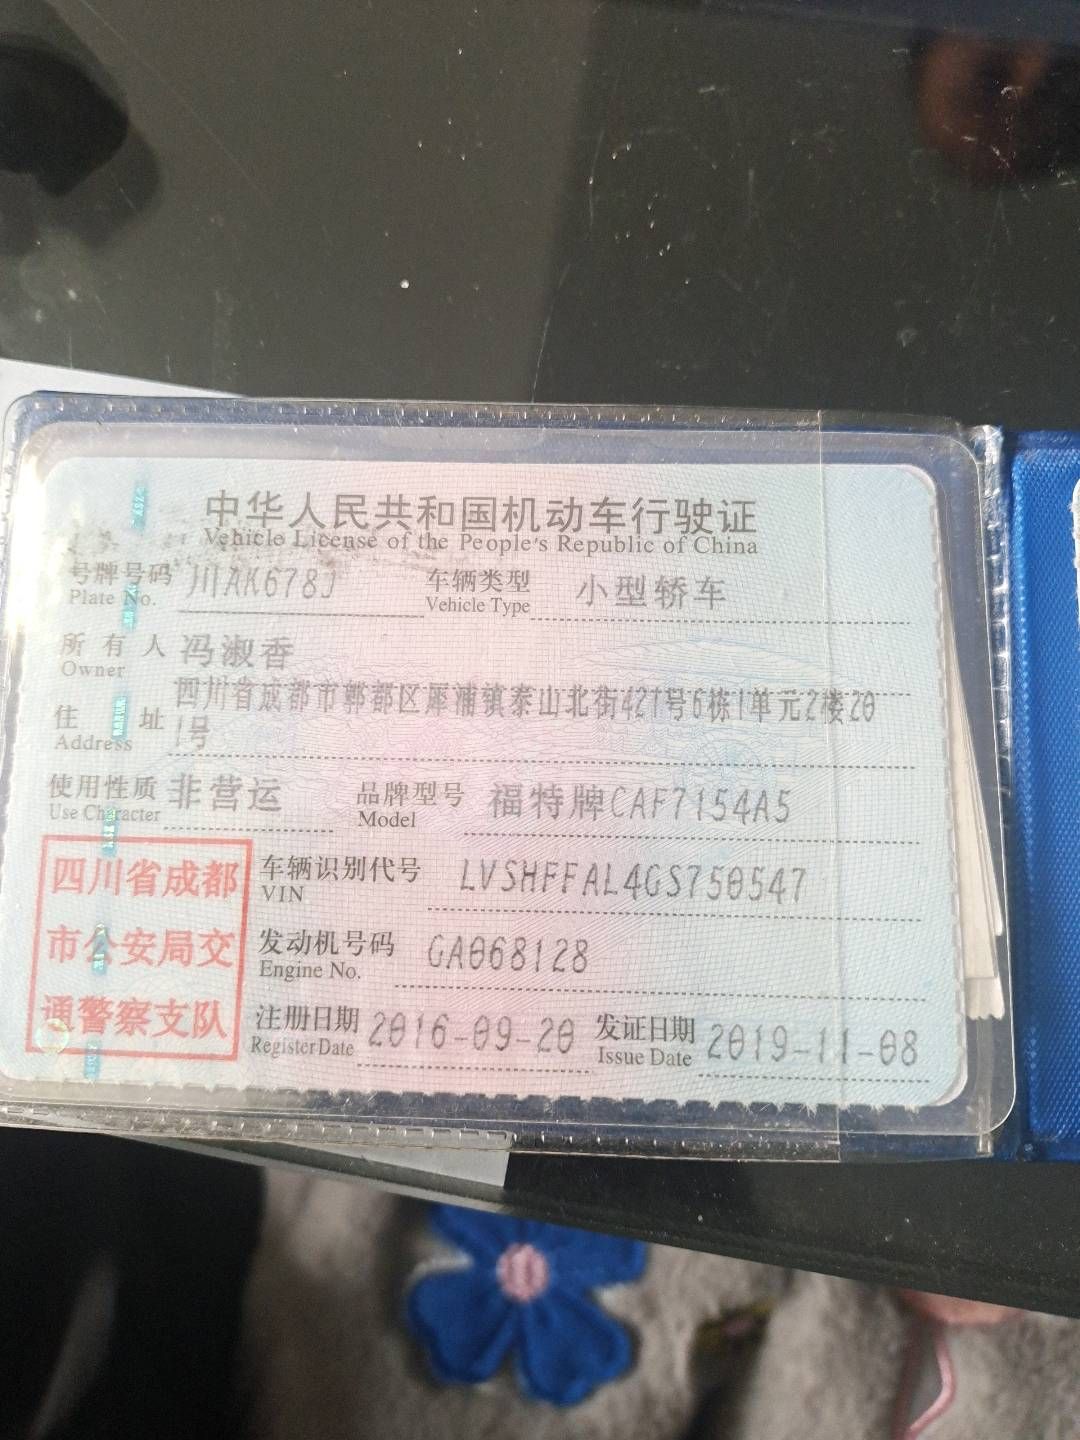 中华人民共和国机动车行驶证
Vehicle License of the People's Republic of China
号牌号码 川AK678J 车辆类型 小型轿车
Plate No. Vehicle Type
所有人 冯淑香
Owner
四川省成都市郫都区犀浦镇泰山北街427号6栋1单元2楼20
住址 1号
Address
使用性质 非营运 品牌型号 福特牌CAF7154A5
Use Character Model
四川省成都
市公安局交
通警察支队
车辆识别代号 LVSHFFAL4GS750547
VIN
发动机号码 GA068128
Engine No.
注册日期 2016-09-20 发证日期 2019-11-08
Register Date Issue Date